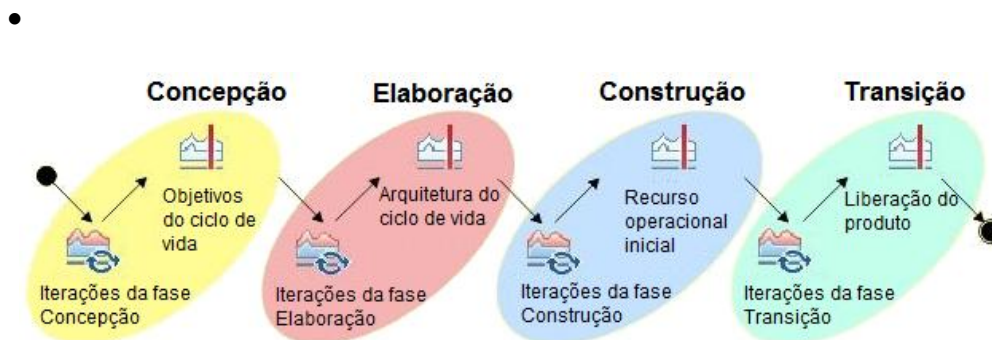 Concepção
Elaboração
Construção
Transição
Objetivos
do ciclo de
vida
Iterações da fase
Concepção
Arquitetura do
ciclo de vida
Iterações da fase
Elaboração
Recurso
operacional
inicial
Iterações da fase
Construção
Liberação do
produto
Iterações da fase
Transição